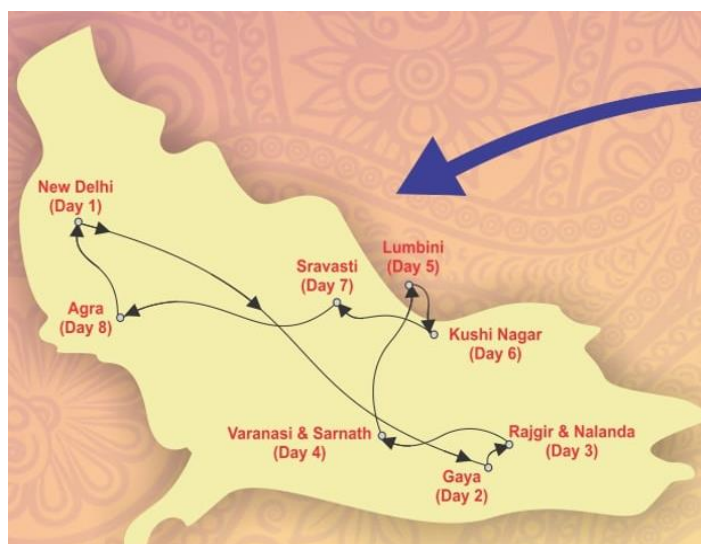 New Delhi
(Day 1)
Lumbini
(Day 5)
Sravasti
(Day 7)
Agra
(Day 8)
Kushi Nagar
(Day 6)
Varanasi & Sarnath
(Day 4)
Rajgir & Nalanda
(Day 3)
Gaya
(Day 2)